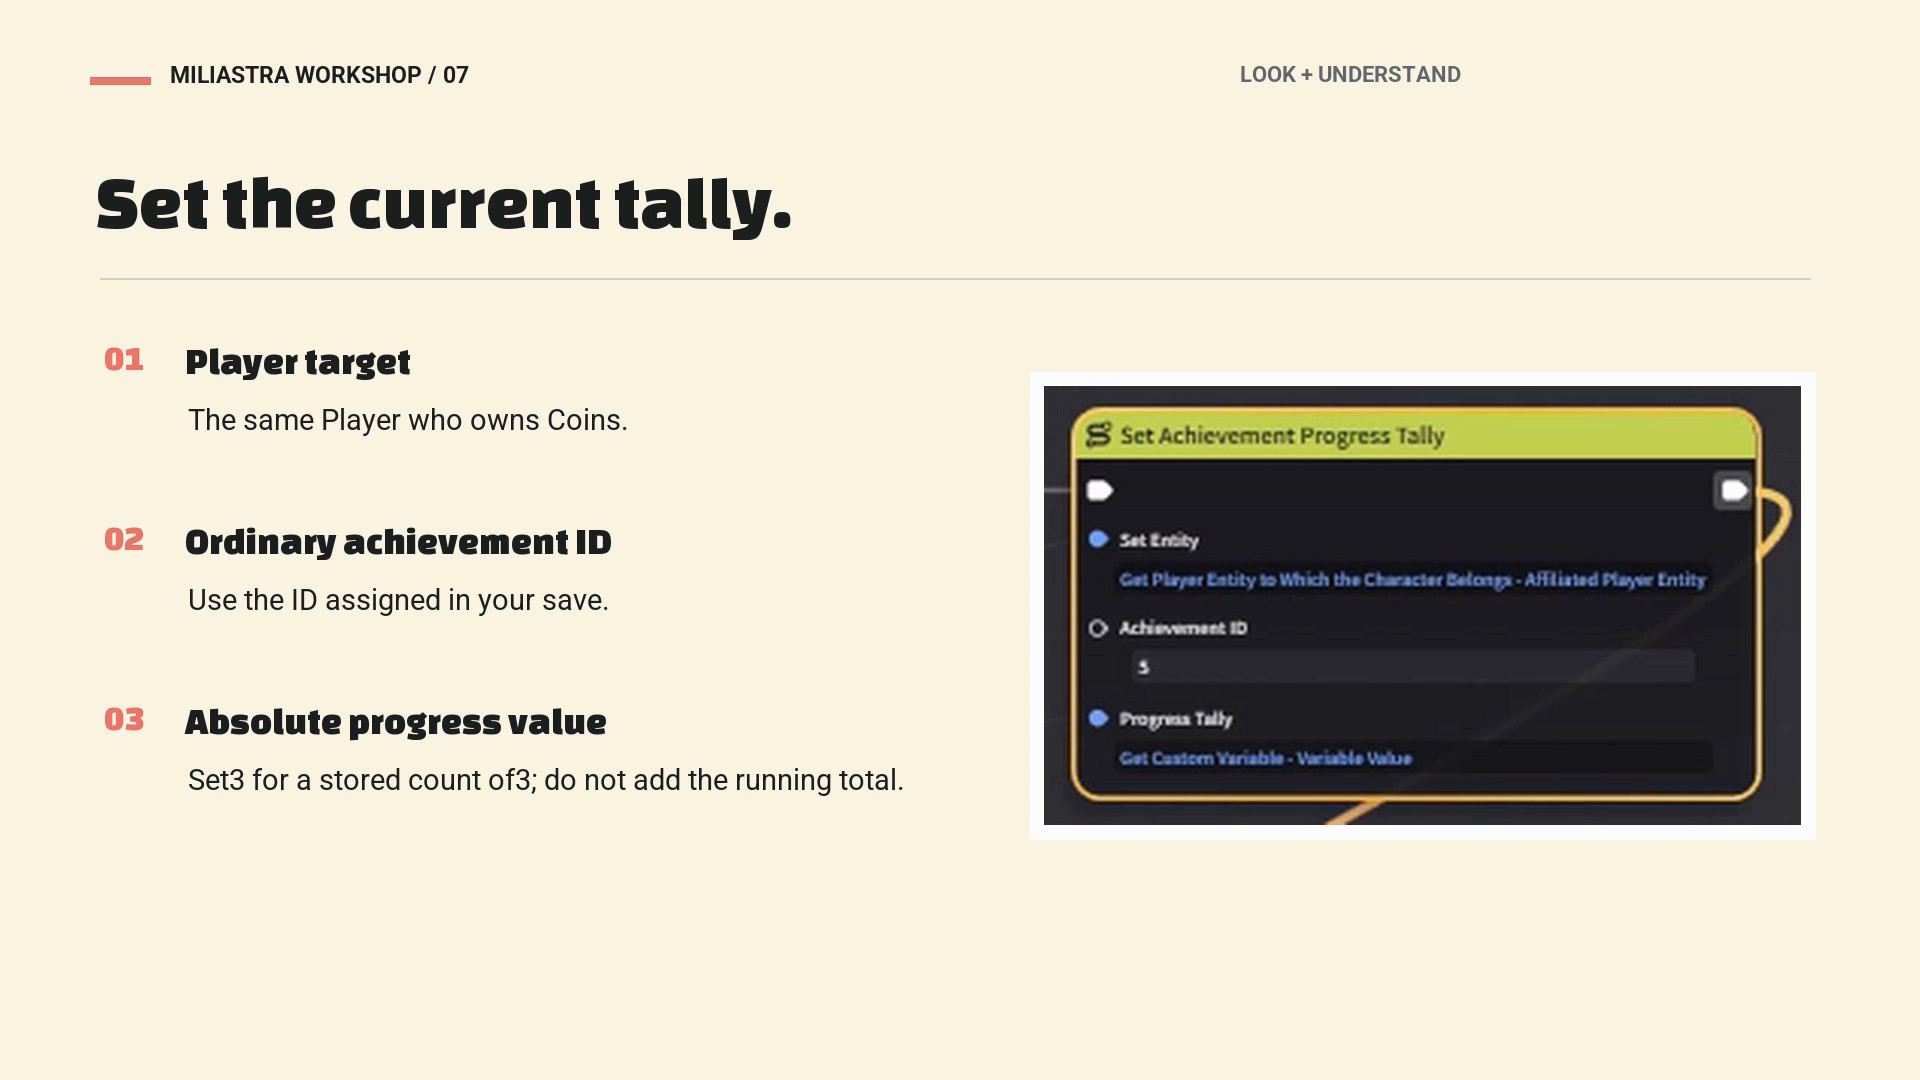 MILIASTRA WORKSHOP / 07
LOOK + UNDERSTAND
Set the current tally.
01 Player target
The same Player who owns Coins.
02 Ordinary achievement ID
Use the ID assigned in your save.
03 Absolute progress value
Set3 for a stored count of3; do not add the running total.
Set Achievement Progress Tally
Set Entity
Get Player Entity to Which the Character Belongs - Affiliated Player Entity
Achievement ID
5
Progress Tally
Get Custom Variable - Variable Value